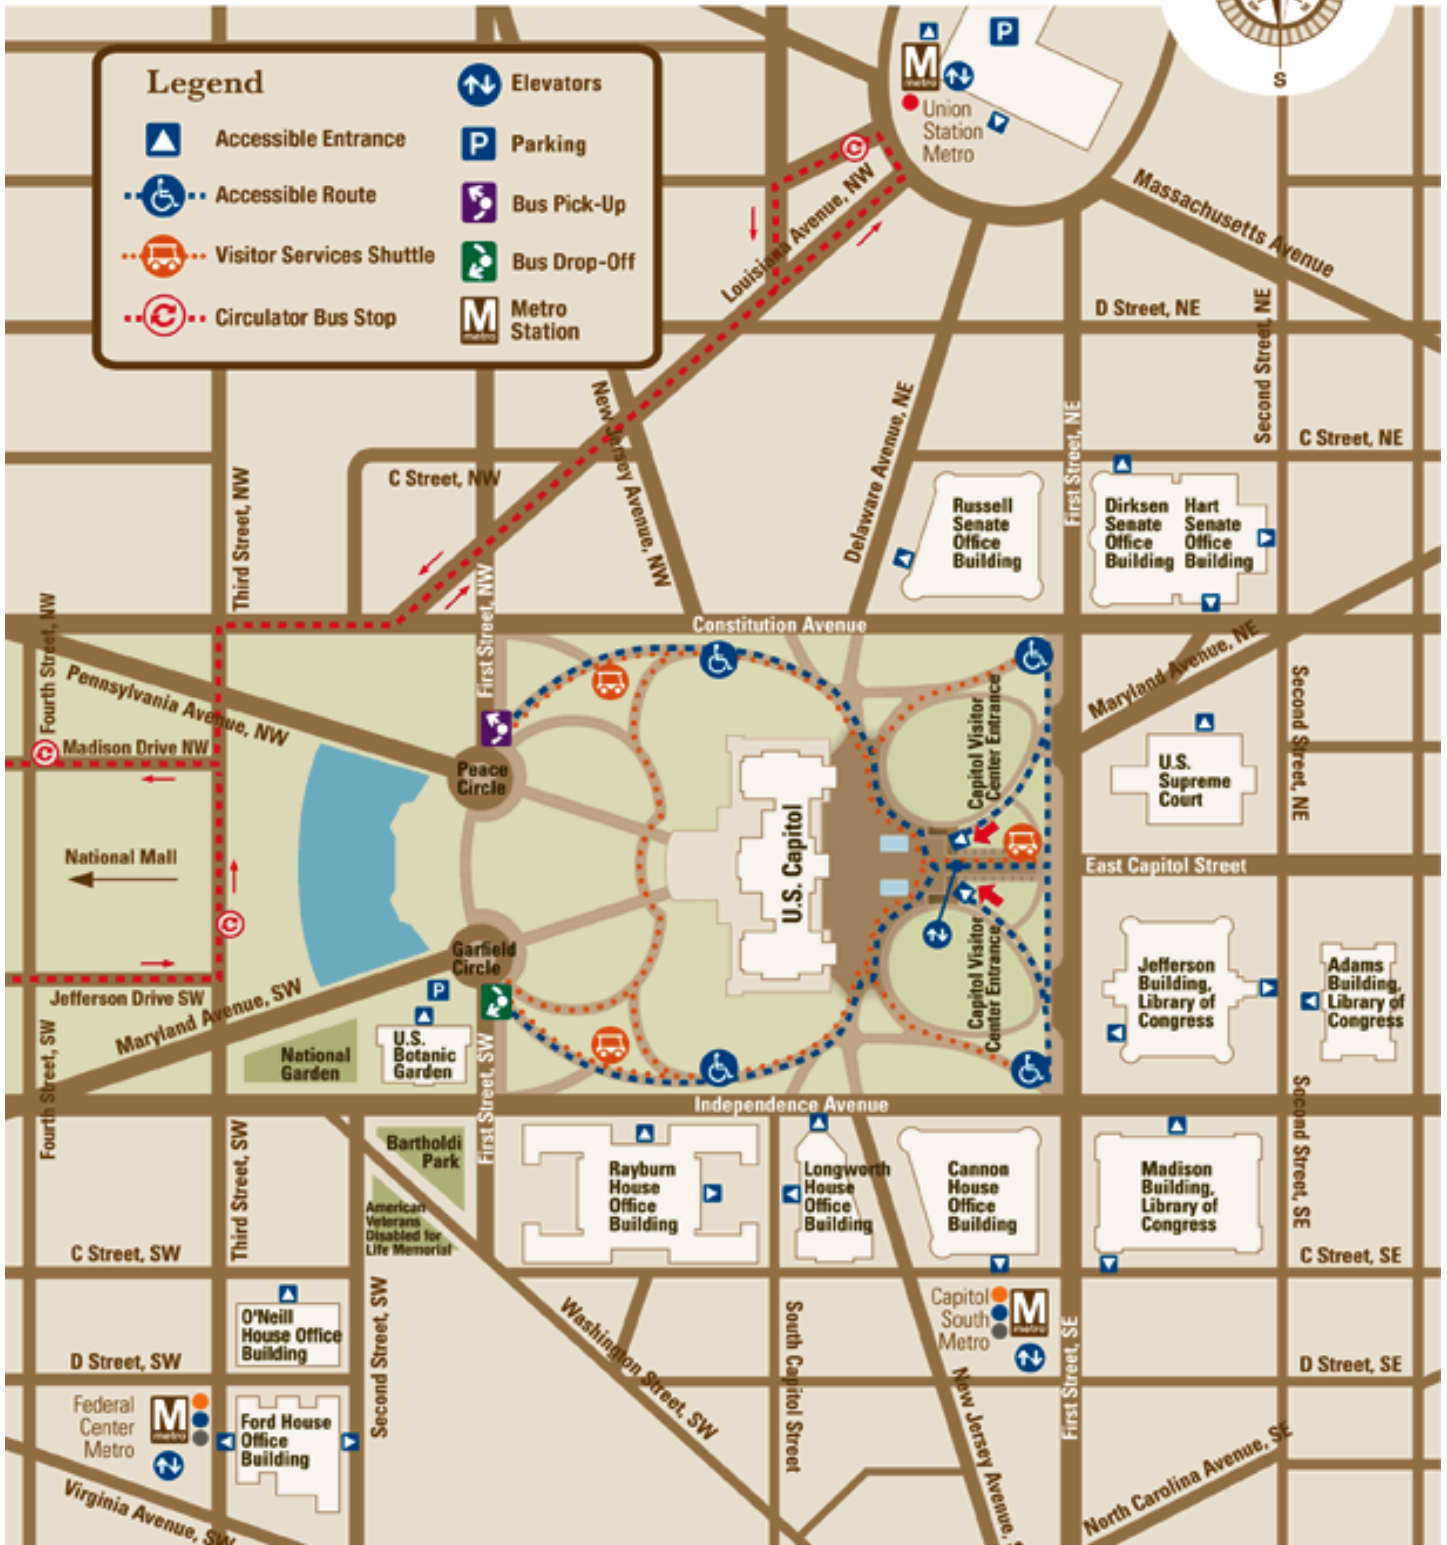 S
Legend
Accessible Entrance
Accessible Route
Visitor Services Shuttle
Circulator Bus Stop
Elevators
P
Parking
Bus Pick-Up
Bus Drop-Off
M
metro
Metro
Station
P
M
metro
Union
Station
Metro
Massachusetts Avenue
Louisiana Avenue, NW
D Street, NE
Second Street, NE
C Street, NE
New Jersey Avenue, NW
Delaware Avenue, NE
First Street, NE
C Street, NW
Third Street, NW
First Street, NW
Russell
Senate
Office
Building
Dirksen
Senate
Office
Building
Hart
Senate
Office
Building
Constitution Avenue
Fourth Street, NW
Pennsylvania Avenue, NW
Madison Drive NW
Maryland Avenue, NE
Second Street, NE
Peace
Circle
U.S. Capitol
Capitol Visitor
Center Entrance
Capitol Visitor
Center Entrance
U.S.
Supreme
Court
National Mall
East Capitol Street
Garfield
Circle
Jefferson Drive SW
Maryland Avenue, SW
P
U.S.
Botanic
Garden
National
Garden
Jefferson
Building,
Library of
Congress
Adams
Building,
Library of
Congress
Fourth Street, SW
First Street, SW
Independence Avenue
Second Street, SE
Third Street, SW
Bartholdi
Park
American
Veterans
Disabled for
Life Memorial
Rayburn
House
Office
Building
Longworth
House
Office
Building
Cannon
House
Office
Building
Madison
Building,
Library of
Congress
C Street, SW
C Street, SE
O'Neill
House Office
Building
Second Street, SW
Washington Street, SW
South Capitol Street
Capitol
South
Metro
M
metro
New Jersey Avenue, S
First Street, SE
D Street, SW
D Street, SE
Federal
Center
Metro
M
metro
Ford House
Office
Building
Virginia Avenue, SW
North Carolina Avenue, SE